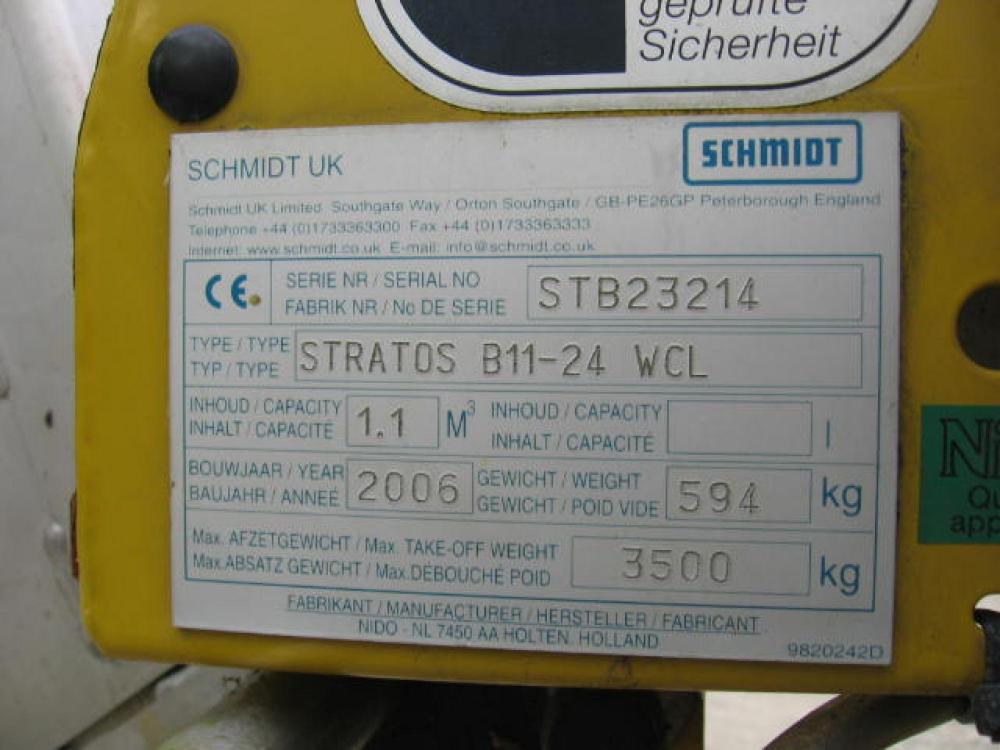 geprüfte
Sicherheit
SCHMIDT UK
SCHMIDT
Schmidt UK Limited Southgate Way / Orton Southgate / GB-PE26GP Peterborough England
Telephone +44 (0)1733363300 Fax +44 (0)1733363333
Internet: www.schmidt.co.uk E-mail: info@schmidt.co.uk
CE
SERIE NR / SERIAL NO
FABRIK NR / No DE SERIE
STB23214
TYPE / TYPE
TYP / TYPE
STRATOS B11-24 WCL
INHOUD / CAPACITY
INHALT / CAPACITÉ
1.1 M³
INHOUD / CAPACITY
INHALT / CAPACITÉ
l
BOUWJAAR / YEAR
BAUJAHR / ANNEÉ
2006
GEWICHT / WEIGHT
GEWICHT / POID VIDE
594 kg
Max. AFZETGEWICHT / Max. TAKE-OFF WEIGHT
Max. ABSATZ GEWICHT / Max. DÉBOUCHÉ POID
3500 kg
FABRIKANT / MANUFACTURER / HERSTELLER / FABRICANT
NIDO - NL 7450 AA HOLTEN. HOLLAND
9820242D